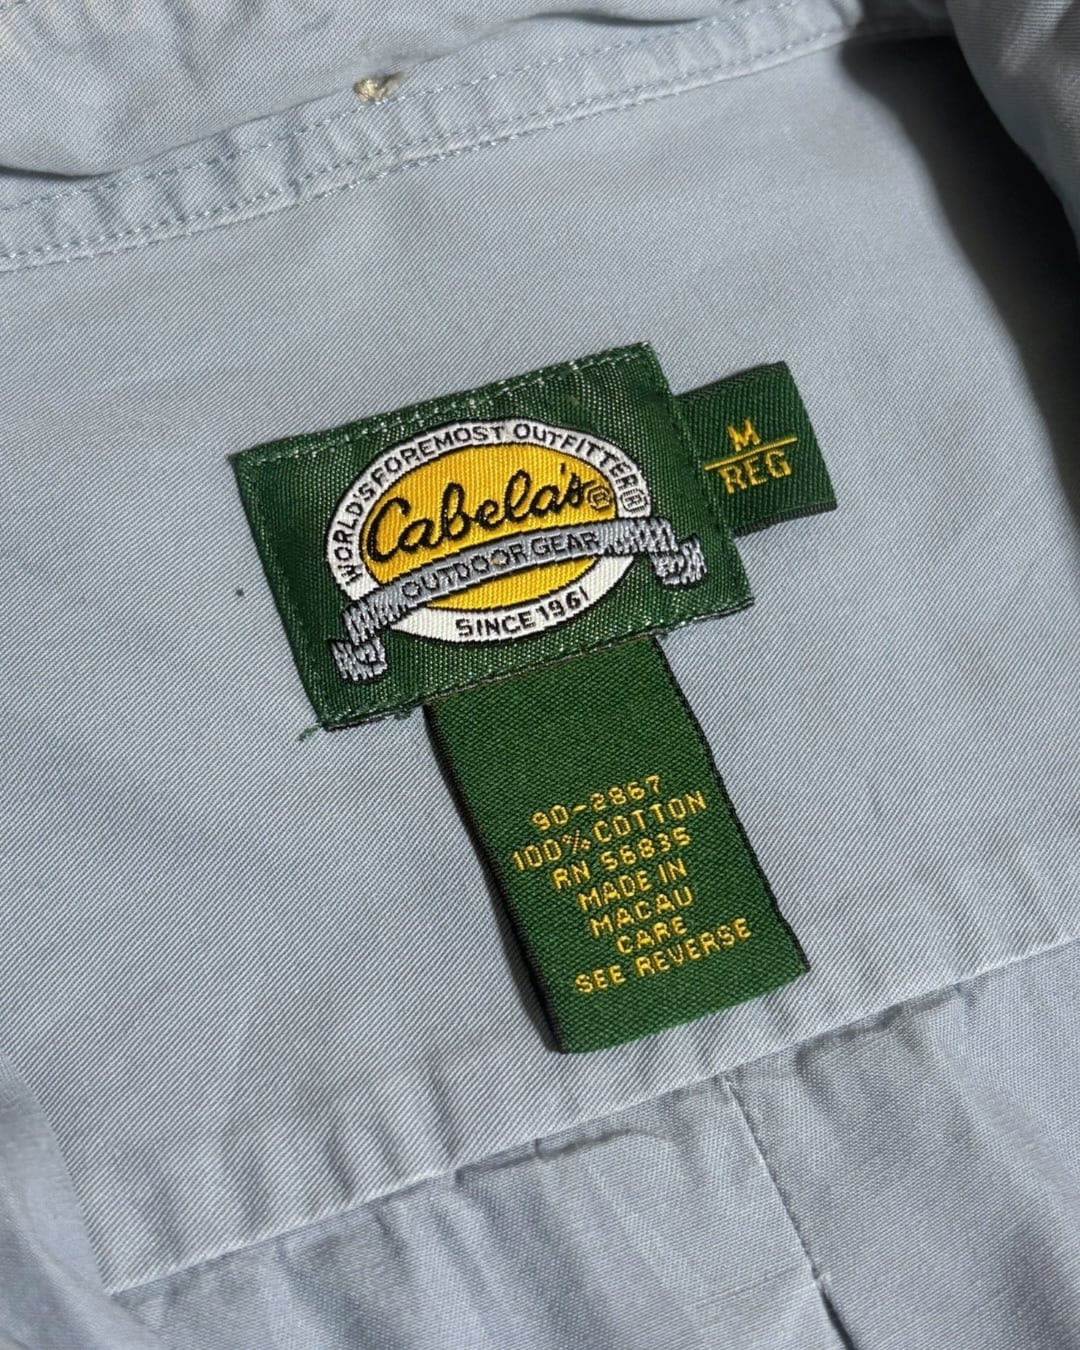 WORLD'S FOREMOST OUTFITTER®
Cabela's®
OUTDOOR GEAR
SINCE 1961
M
REG
90-2867
100% COTTON
RN 56835
MADE IN
MACAU
CARE
SEE REVERSE